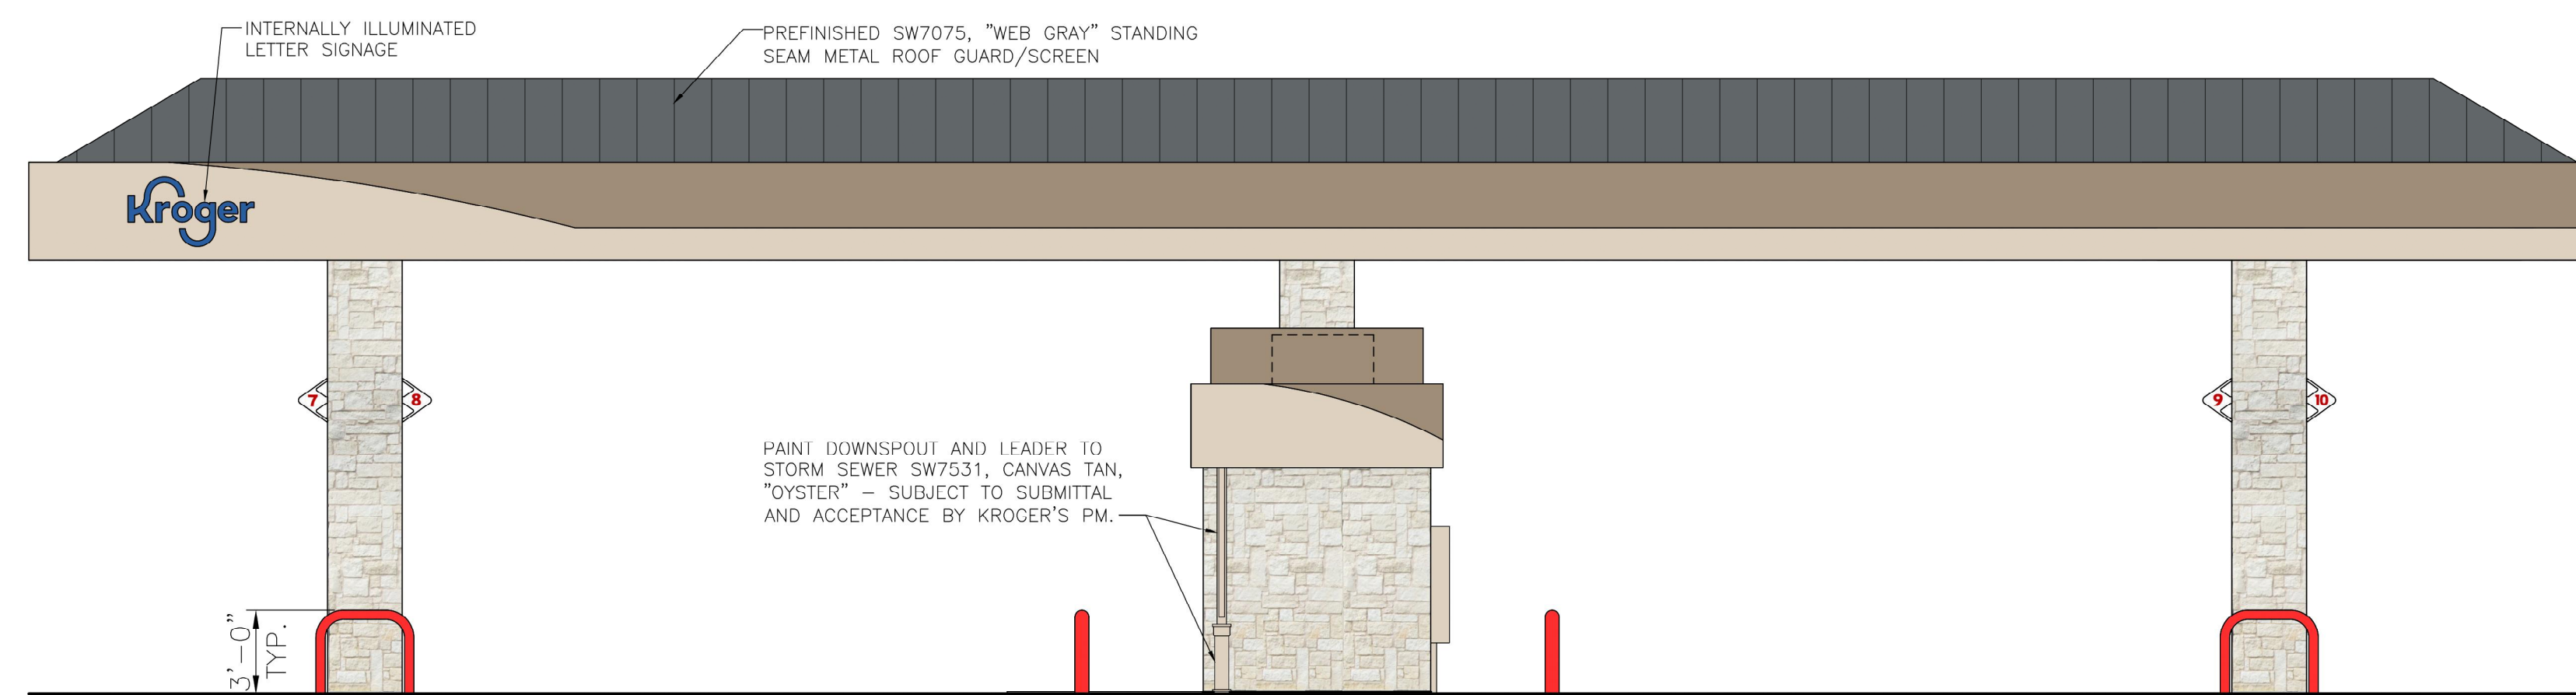 INTERNALLY ILLUMINATED
LETTER SIGNAGE
PREFINISHED SW7075, "WEB GRAY" STANDING
SEAM METAL ROOF GUARD/SCREEN
Kroger
7
8
9
10
PAINT DOWNSPOUT AND LEADER TO
STORM SEWER SW7531, CANVAS TAN,
"OYSTER" – SUBJECT TO SUBMITTAL
AND ACCEPTANCE BY KROGER'S PM.
3'-0"
TYP.